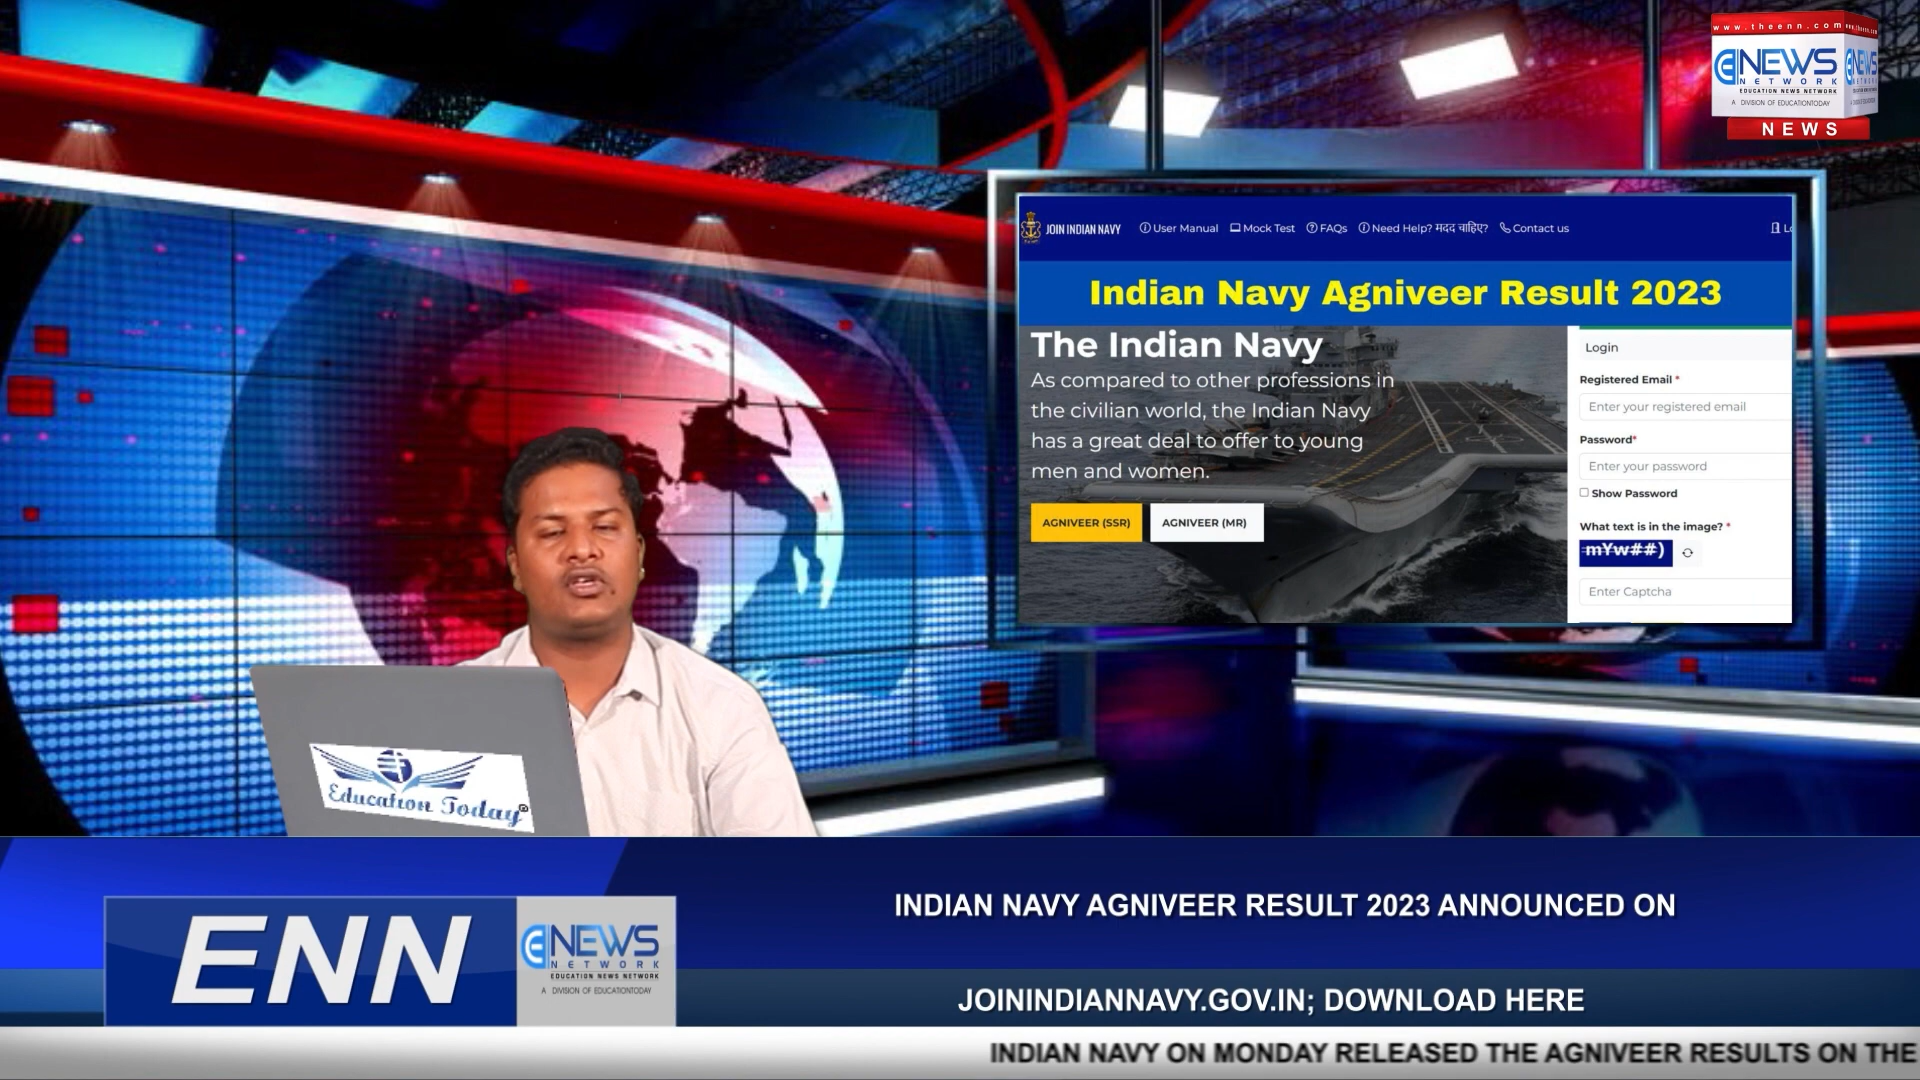 www.theenn.com
NEWS
NETWORK
EDUCATION NEWS NETWORK
A DIVISION OF EDUCATIONTODAY
NEWS
JOIN INDIAN NAVY
User Manual
Mock Test
FAQs
Need Help? मदद चाहिए?
Contact us
Indian Navy Agniveer Result 2023
The Indian Navy
As compared to other professions in
the civilian world, the Indian Navy
has a great deal to offer to young
men and women.
AGNIVEER (SSR)
AGNIVEER (MR)
Login
Registered Email *
Enter your registered email
Password*
Enter your password
Show Password
What text is in the image? *
mYw##)
Enter Captcha
Education Today
ENN
NEWS
NETWORK
EDUCATION NEWS NETWORK
A DIVISION OF EDUCATIONTODAY
INDIAN NAVY AGNIVEER RESULT 2023 ANNOUNCED ON
JOININDIANNAVY.GOV.IN; DOWNLOAD HERE
INDIAN NAVY ON MONDAY RELEASED THE AGNIVEER RESULTS ON THE